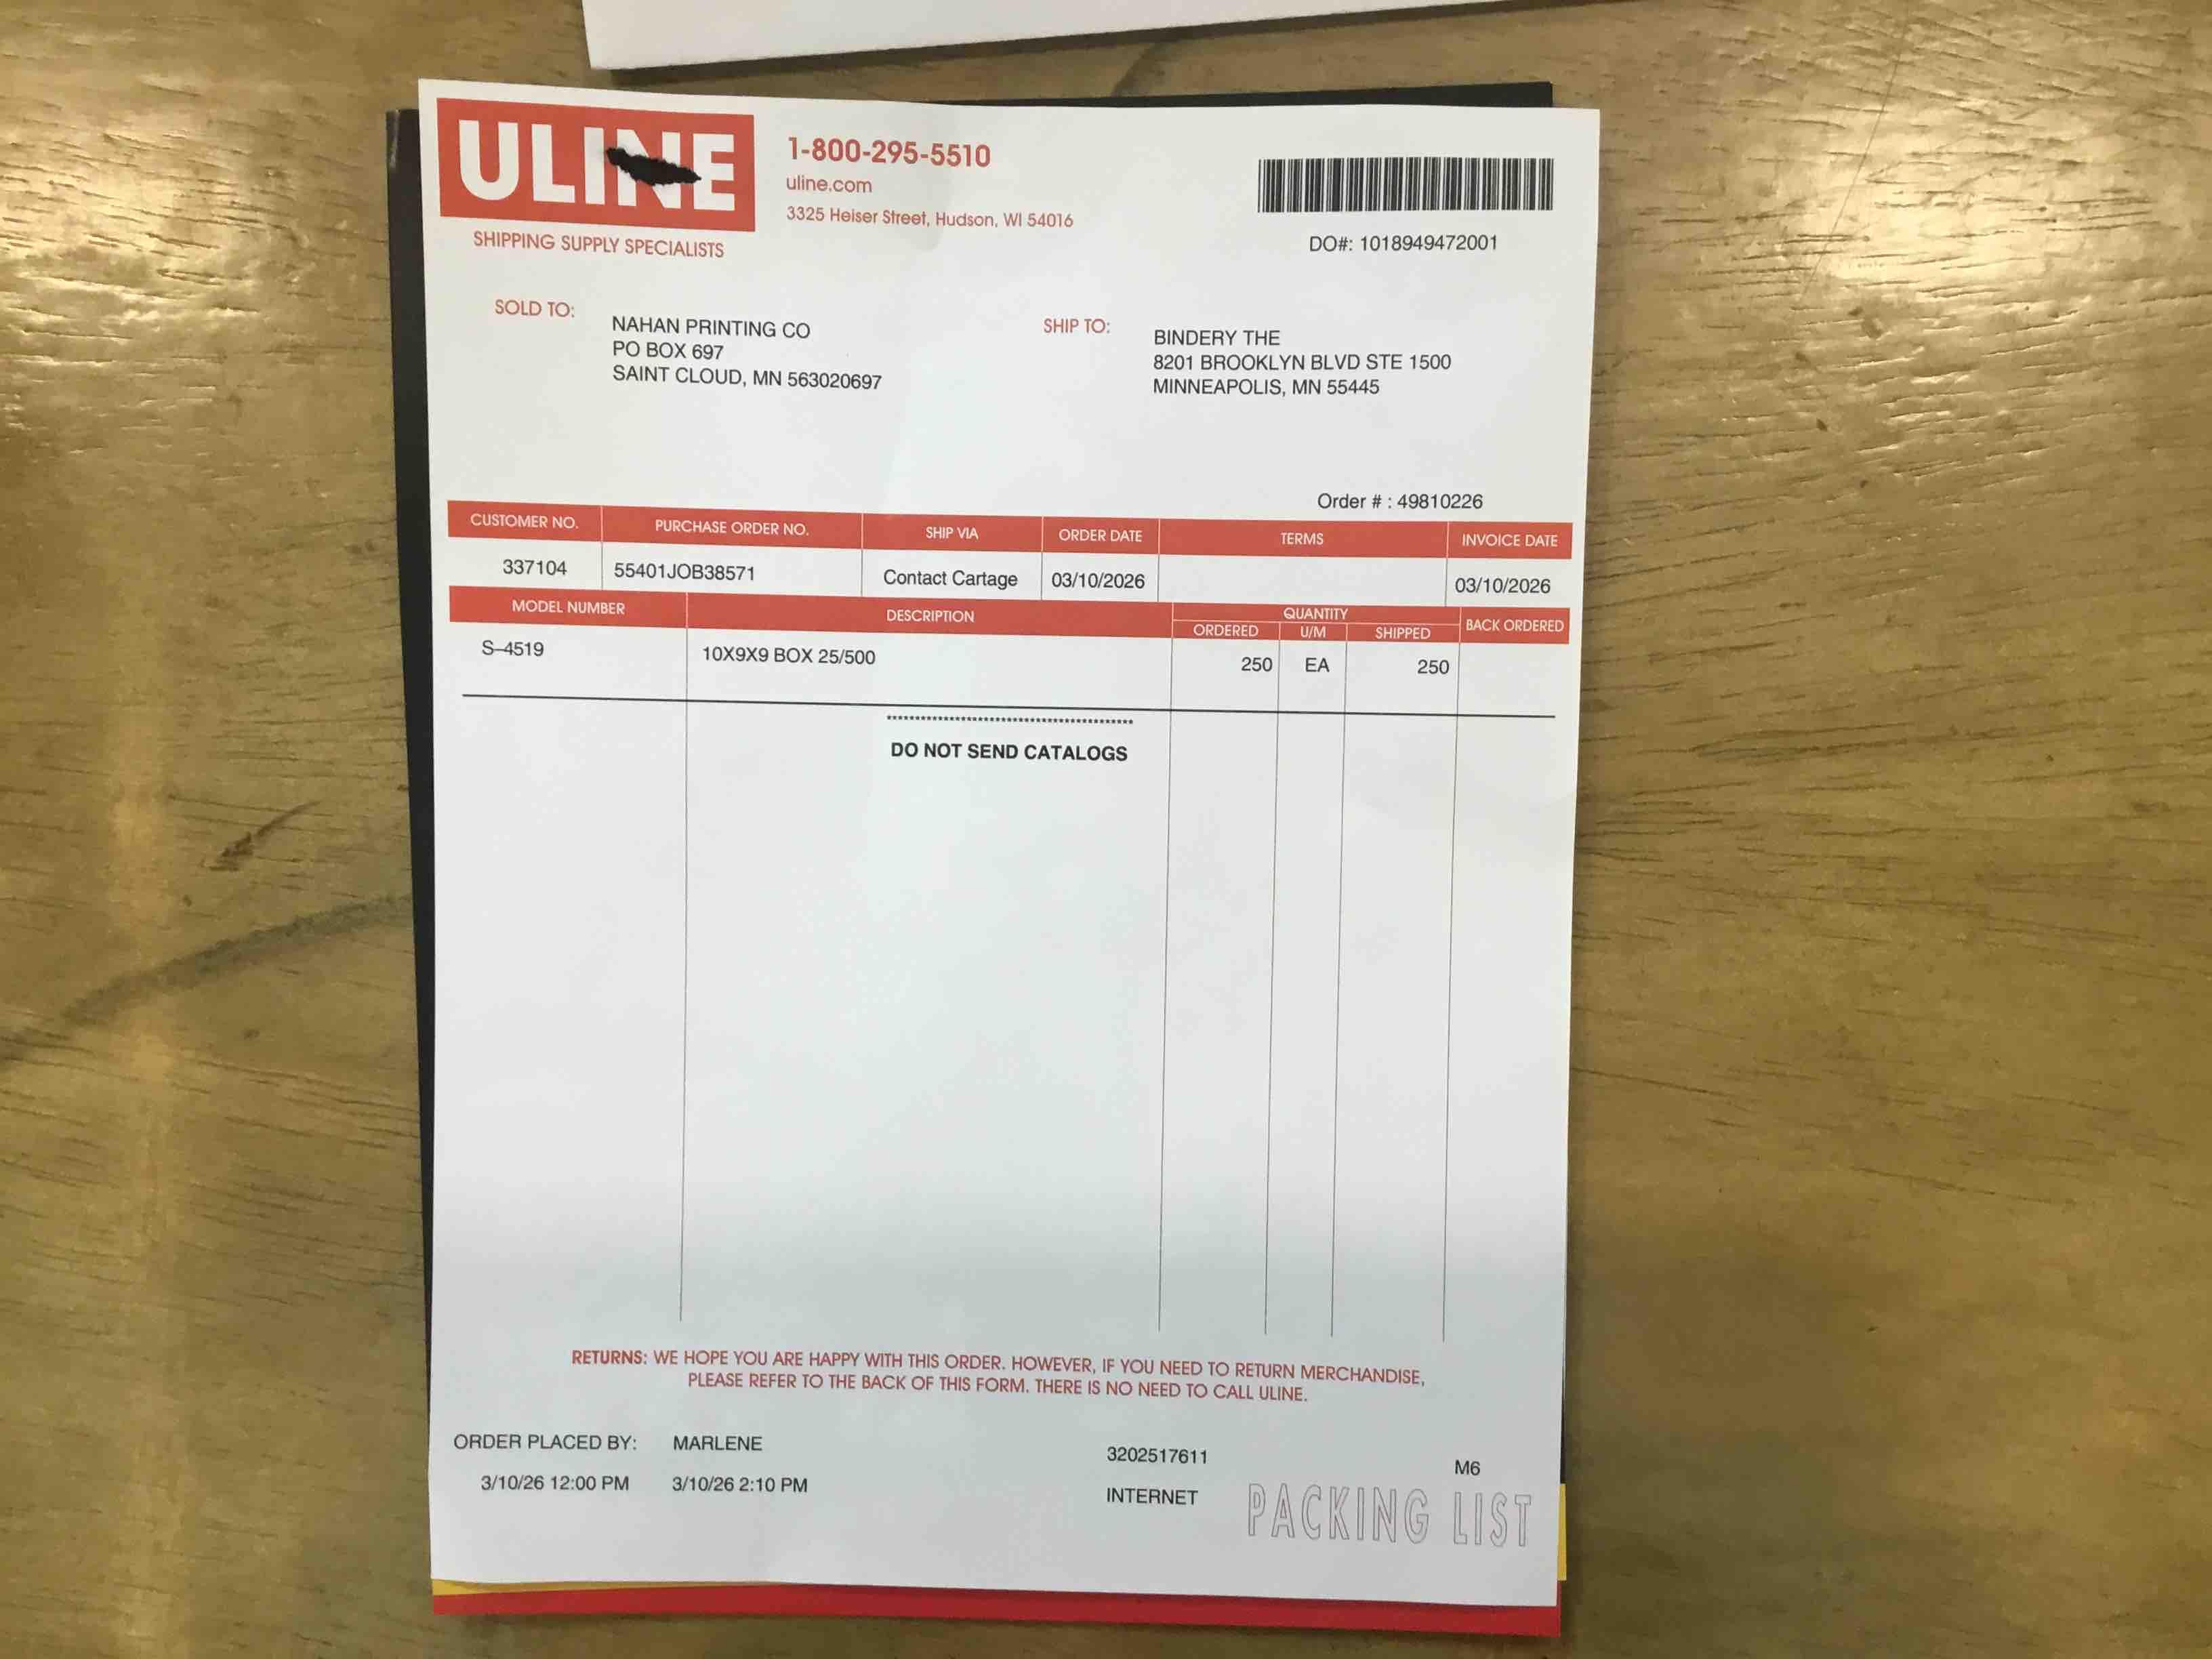 ULINE
SHIPPING SUPPLY SPECIALISTS
1-800-295-5510
uline.com
3325 Heiser Street, Hudson, WI 54016
DO#: 1018949472001
SOLD TO:
NAHAN PRINTING CO
PO BOX 697
SAINT CLOUD, MN 563020697
SHIP TO:
BINDERY THE
8201 BROOKLYN BLVD STE 1500
MINNEAPOLIS, MN 55445
Order # : 49810226
CUSTOMER NO. PURCHASE ORDER NO. SHIP VIA ORDER DATE TERMS INVOICE DATE
337104 55401JOB38571 Contact Cartage 03/10/2026 03/10/2026
MODEL NUMBER DESCRIPTION QUANTITY BACK ORDERED
ORDERED U/M SHIPPED
S-4519 10X9X9 BOX 25/500 250 EA 250
*********************************************
DO NOT SEND CATALOGS
RETURNS: WE HOPE YOU ARE HAPPY WITH THIS ORDER. HOWEVER, IF YOU NEED TO RETURN MERCHANDISE,
PLEASE REFER TO THE BACK OF THIS FORM. THERE IS NO NEED TO CALL ULINE.
ORDER PLACED BY: MARLENE 3202517611 M6
3/10/26 12:00 PM 3/10/26 2:10 PM INTERNET PACKING LIST